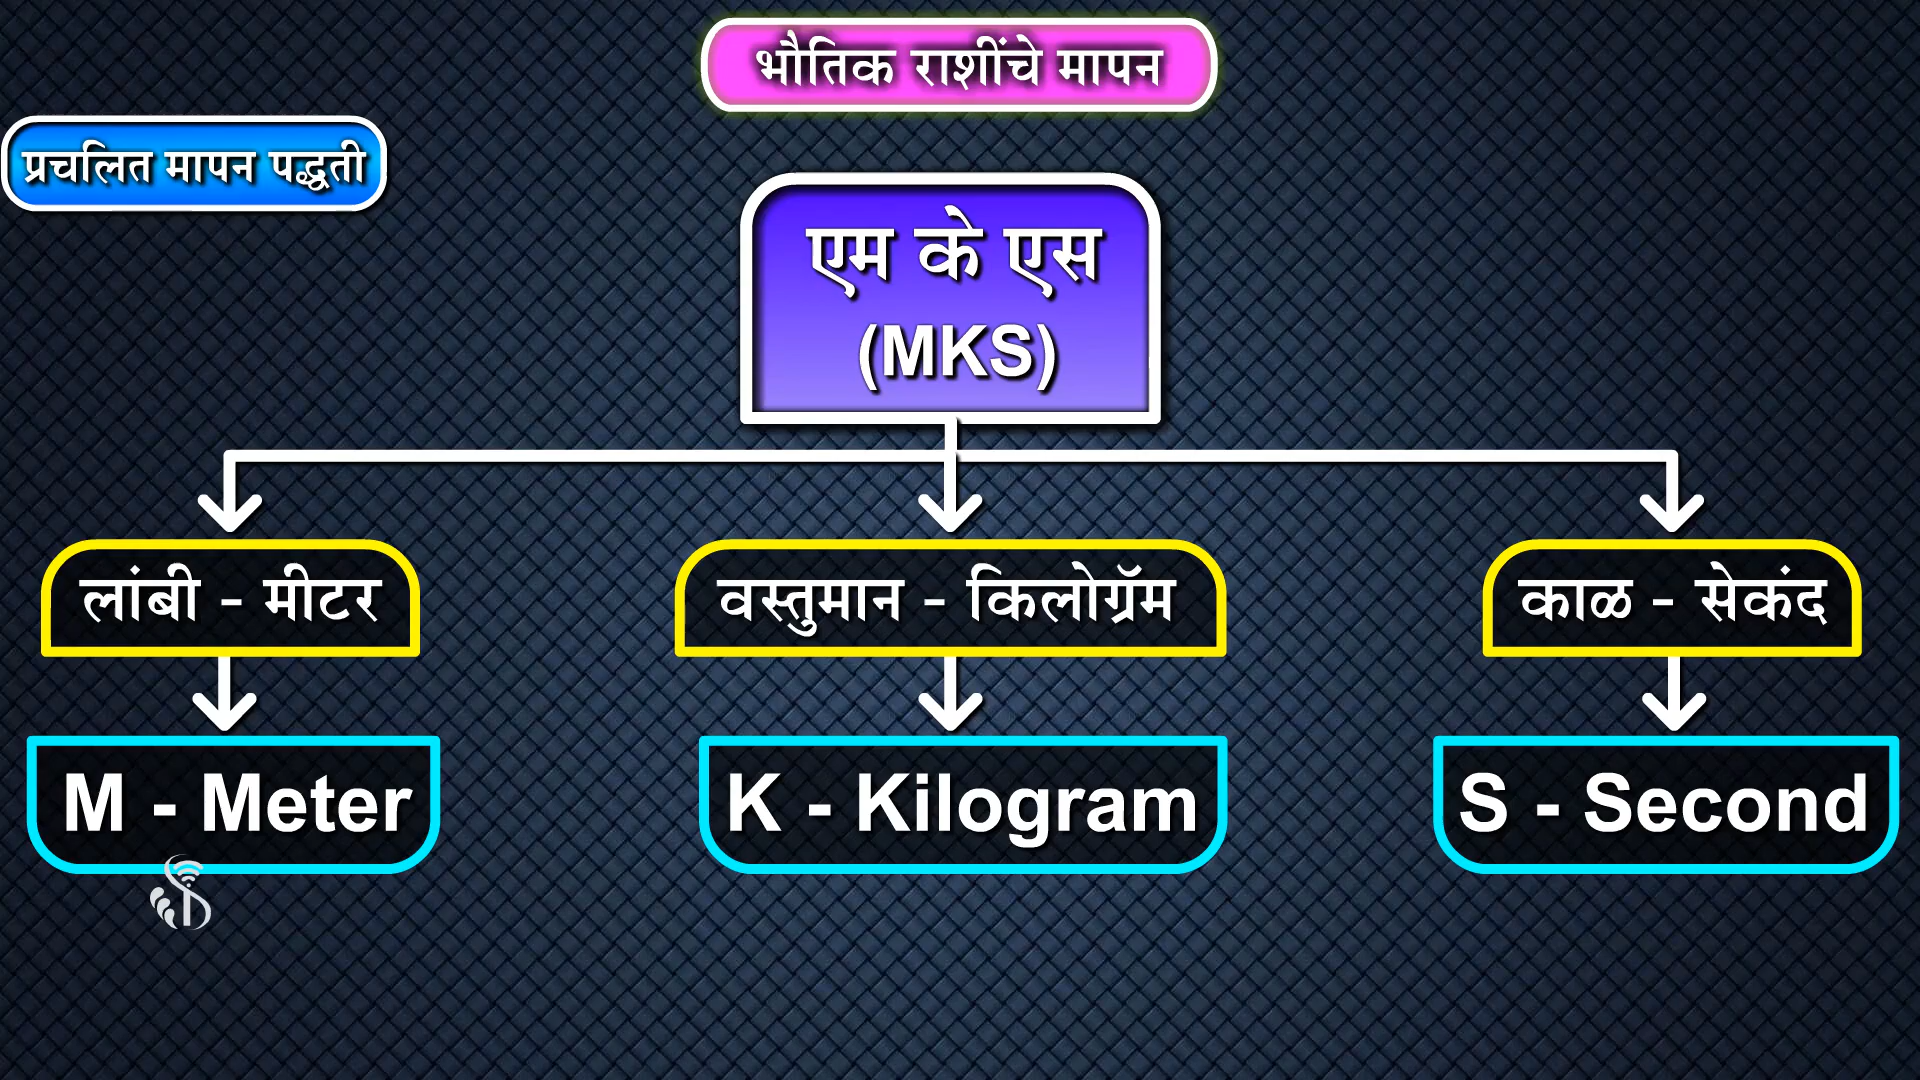 भौतिक राशींचे मापन
प्रचलित मापन पद्धती
एम के एस
(MKS)
लांबी - मीटर
वस्तुमान - किलोग्रॅम
काळ - सेकंद
M - Meter
K - Kilogram
S - Second